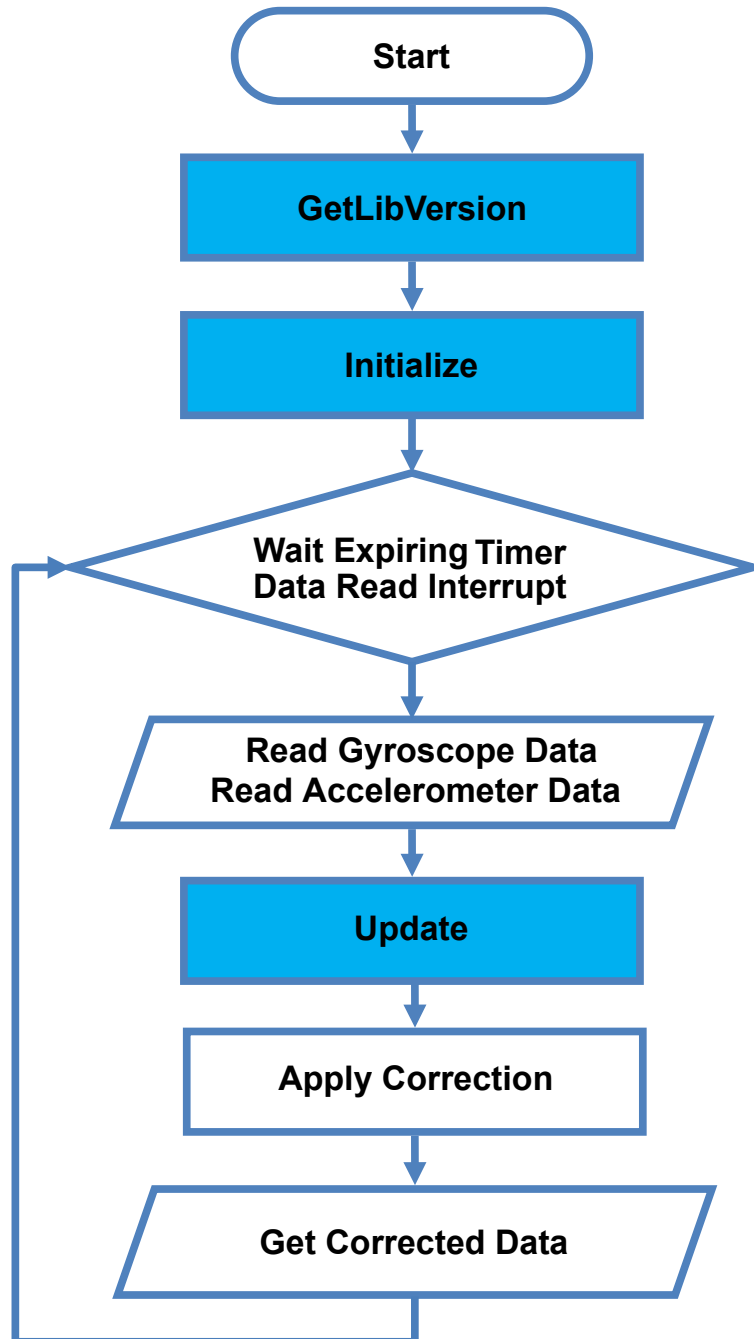 Start
GetLibVersion
Initialize
Wait Expiring Timer
Data Read Interrupt
Read Gyroscope Data
Read Accelerometer Data
Update
Apply Correction
Get Corrected Data